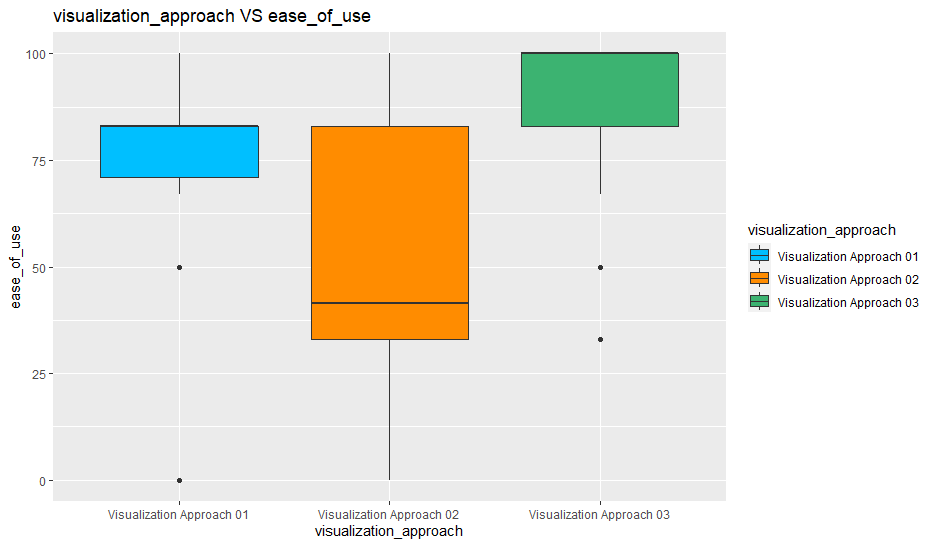 visualization_approach VS ease_of_use
100
75
50
25
0
ease_of_use
Visualization Approach 01
Visualization Approach 02
Visualization Approach 03
visualization_approach
visualization_approach
Visualization Approach 01
Visualization Approach 02
Visualization Approach 03